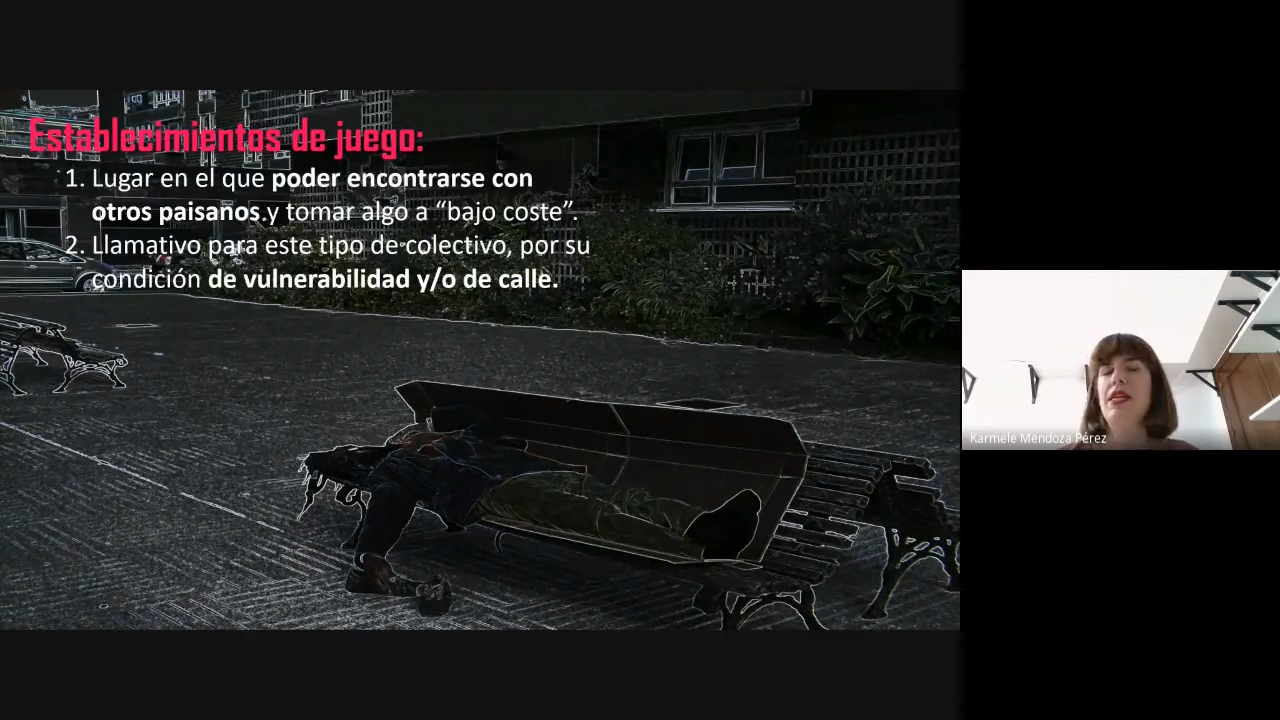 Establecimientos de juego:
1. Lugar en el que poder encontrarse con
otros paisanos.y tomar algo a “bajo coste”.
2. Llamativo para este tipo de colectivo, por su
condición de vulnerabilidad y/o de calle.
Karmele Mendoza Pérez